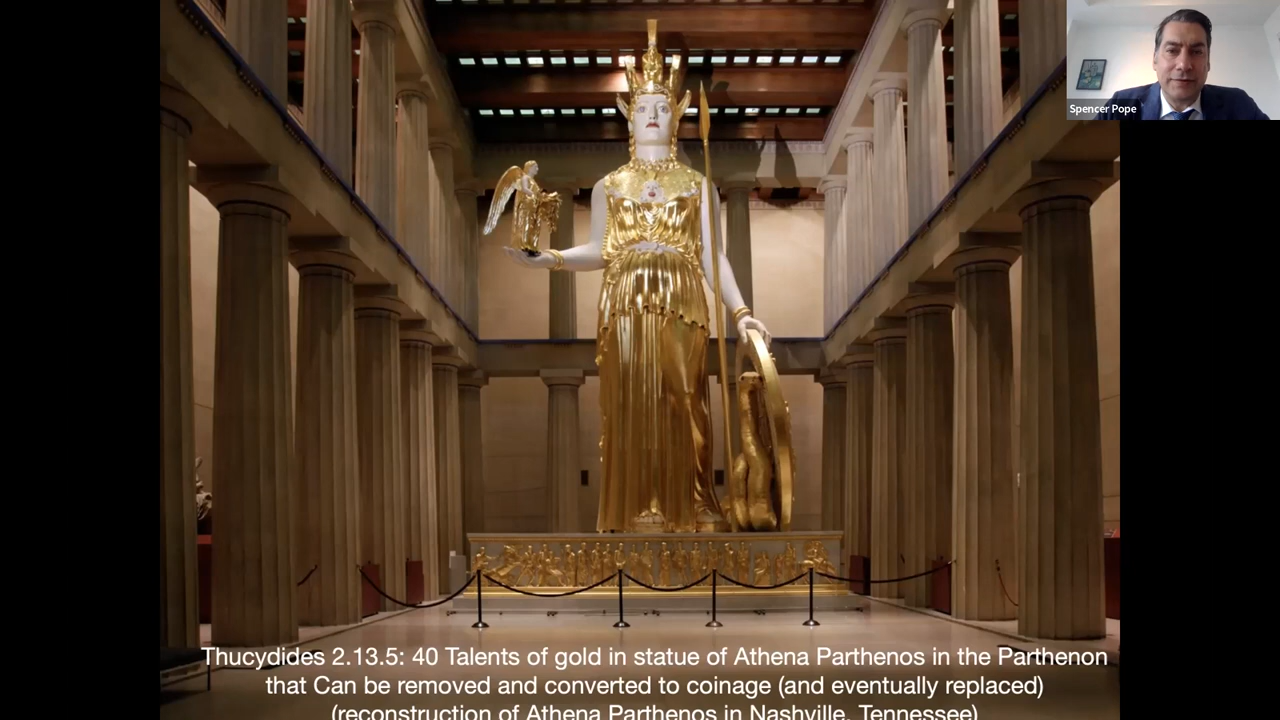 Spencer Pope
Thucydides 2.13.5: 40 Talents of gold in statue of Athena Parthenos in the Parthenon
that Can be removed and converted to coinage (and eventually replaced)
(reconstruction of Athena Parthenos in Nashville, Tennessee)